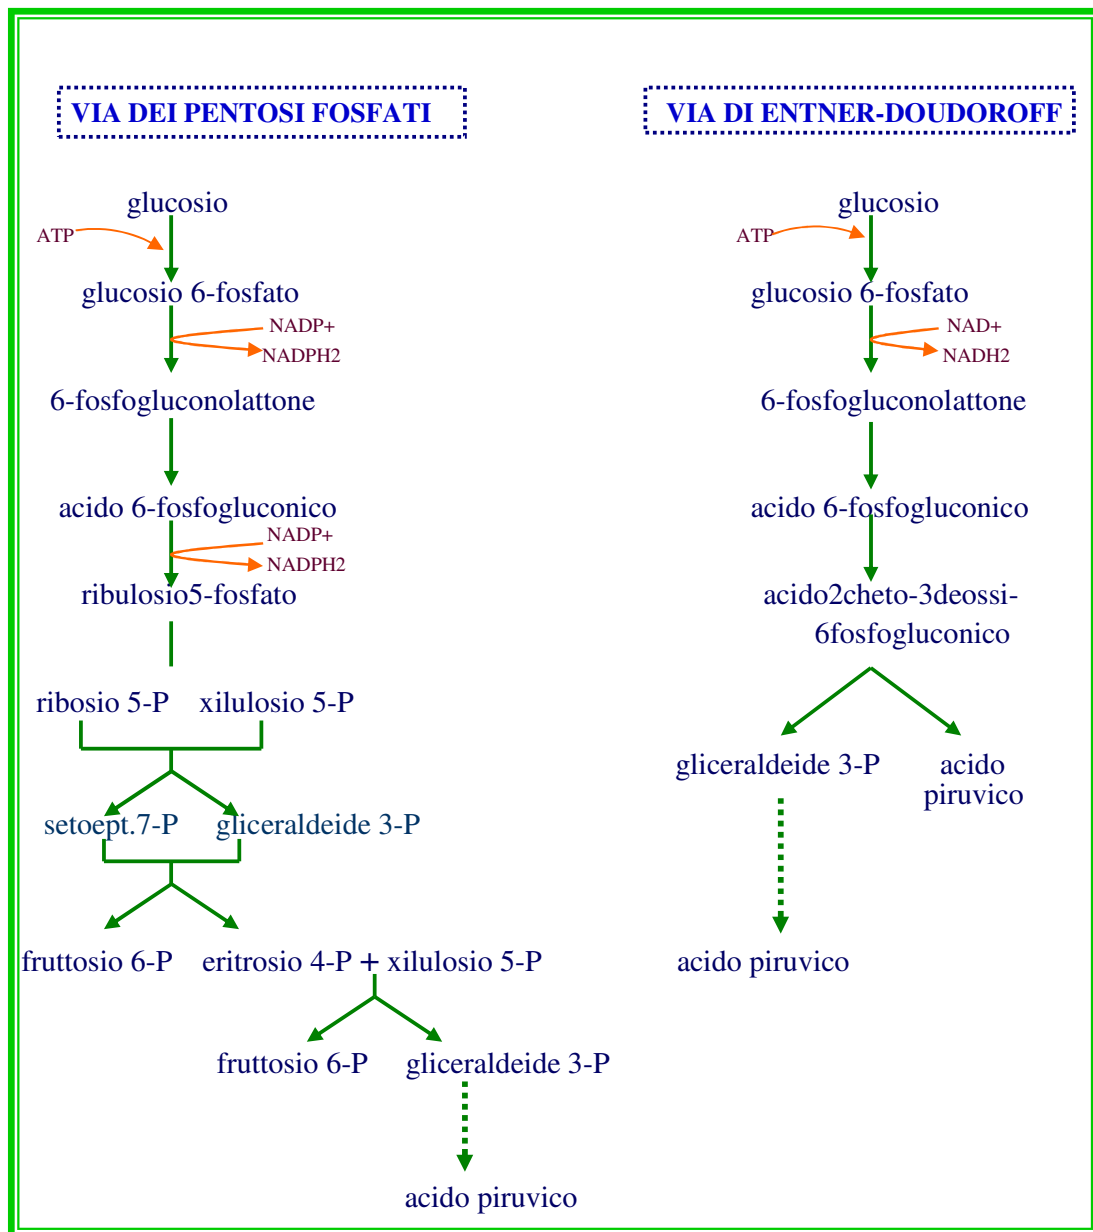 VIA DEI PENTOSI FOSFATI
glucosio
ATP
glucosio 6-fosfato
NADP+
NADPH2
6-fosfogluconolattone
acido 6-fosfogluconico
NADP+
NADPH2
ribulosio5-fosfato
ribosio 5-P xilulosio 5-P
setoept.7-P gliceraldeide 3-P
fruttosio 6-P eritrosio 4-P + xilulosio 5-P
fruttosio 6-P gliceraldeide 3-P
acido piruvico
VIA DI ENTNER-DOUDOROFF
glucosio
ATP
glucosio 6-fosfato
NAD+
NADH2
6-fosfogluconolattone
acido 6-fosfogluconico
acido2cheto-3deossi-
6fosfogluconico
gliceraldeide 3-P acido
piruvico
acido piruvico